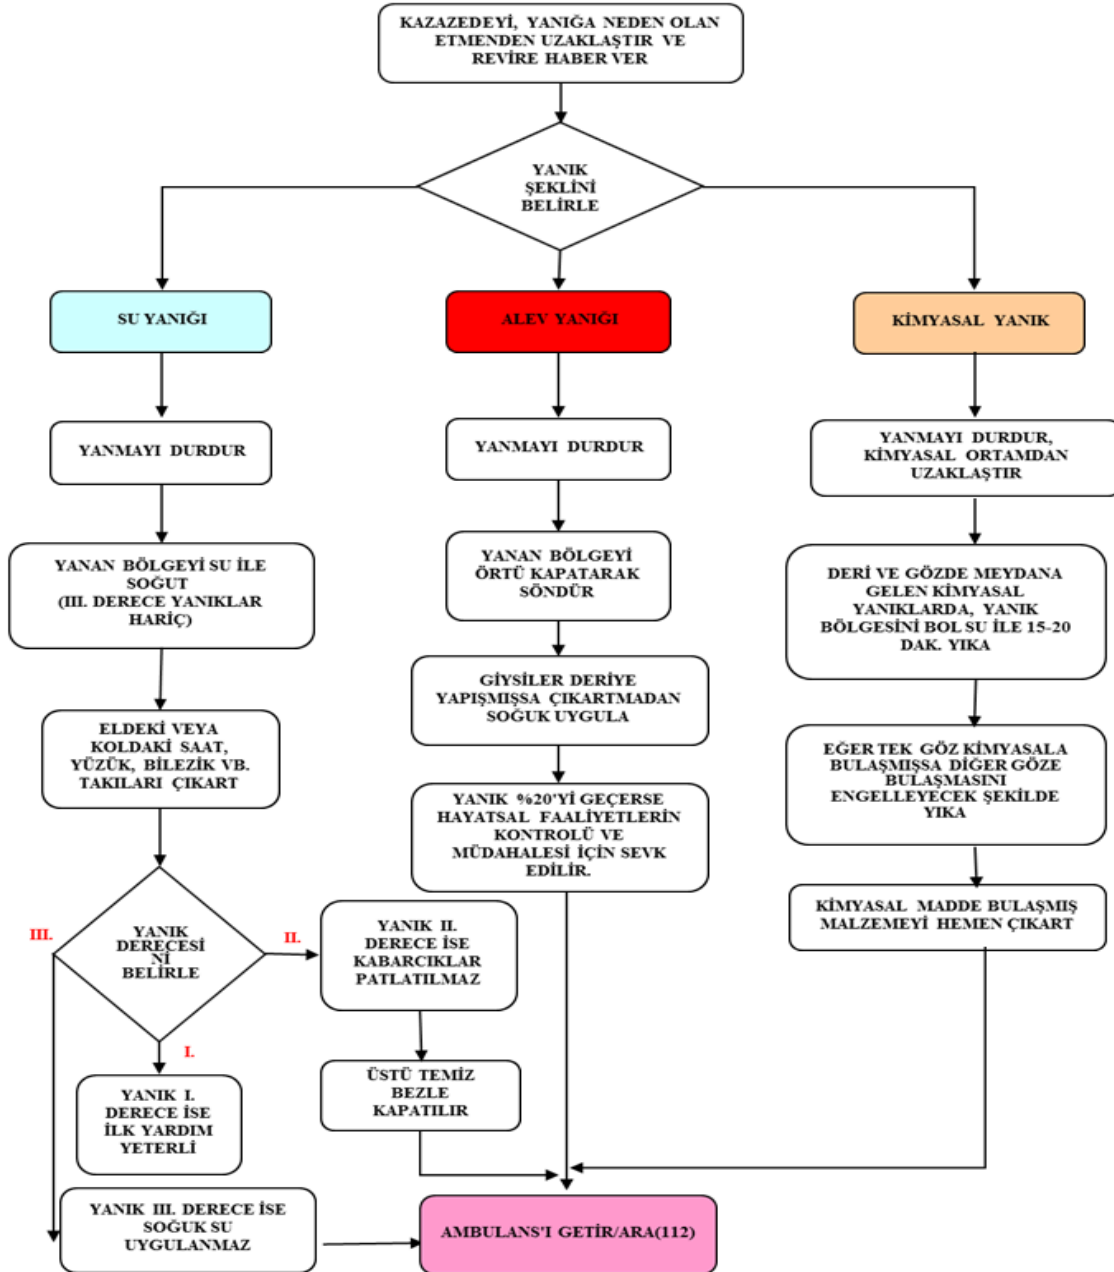 KAZAZEDEYİ, YANIĞA NEDEN OLAN
ETMENDEN UZAKLAŞTIR VE
REVİRE HABER VER
YANIK
ŞEKLİNİ
BELİRLE
SU YANIĞI
ALEV YANIĞI
KİMYASAL YANIK
YANMAYI DURDUR
YANMAYI DURDUR
YANMAYI DURDUR,
KİMYASAL ORTAMDAN
UZAKLAŞTIR
YANAN BÖLGEYİ SU İLE
SOĞUT
(III. DERECE YANIKLAR
HARİÇ)
YANAN BÖLGEYİ
ÖRTÜ KAPATARAK
SÖNDÜR
DERİ VE GÖZDE MEYDANA
GELEN KİMYASAL
YANIKLARDA, YANIK
BÖLGESİNİ BOL SU İLE 15-20
DAK. YIKA
GİYSİLER DERİYE
YAPIŞMIŞSA ÇIKARTMADAN
SOĞUK UYGULA
ELDEKİ VEYA
KOLDAKİ SAAT,
YÜZÜK, BİLEZİK VB.
TAKILARI ÇIKART
EĞER TEK GÖZ KİMYASALA
BULAŞMIŞSA DİĞER GÖZE
BULAŞMASINI
ENGELLEYECEK ŞEKİLDE
YIKA
YANIK %20'Yİ GEÇERSE
HAYATSAL FAALİYETLERİN
KONTROLÜ VE
MÜDAHALESİ İÇİN SEVK
EDİLİR.
KİMYASAL MADDE BULAŞMIŞ
MALZEMEYİ HEMEN ÇIKART
III.
YANIK
DERECESİ
Nİ
BELİRLE
II.
YANIK II.
DERECE İSE
KABARCIKLAR
PATLATILMAZ
I.
YANIK I.
DERECE İSE
İLK YARDIM
YETERLİ
ÜSTÜ TEMİZ
BEZLE
KAPATILIR
YANIK III. DERECE İSE
SOĞUK SU
UYGULANMAZ
AMBULANS'I GETİR/ARA(112)